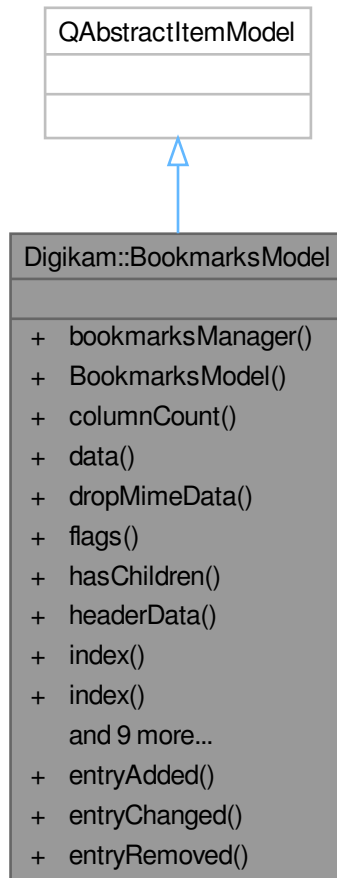 QAbstractItemModel
Digikam::BookmarksModel
+ bookmarksManager()
+ BookmarksModel()
+ columnCount()
+ data()
+ dropMimeData()
+ flags()
+ hasChildren()
+ headerData()
+ index()
+ index()
and 9 more...
+ entryAdded()
+ entryChanged()
+ entryRemoved()